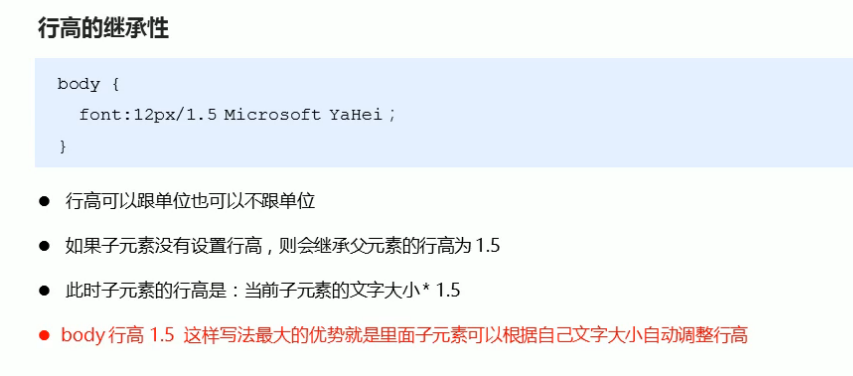 行高的继承性
body {
font:12px/1.5 Microsoft YaHei；
}
● 行高可以跟单位也可以不跟单位
● 如果子元素没有设置行高，则会继承父元素的行高为 1.5
● 此时子元素的行高是：当前子元素的文字大小 * 1.5
● body 行高 1.5 这样写法最大的优势就是里面子元素可以根据自己文字大小自动调整行高